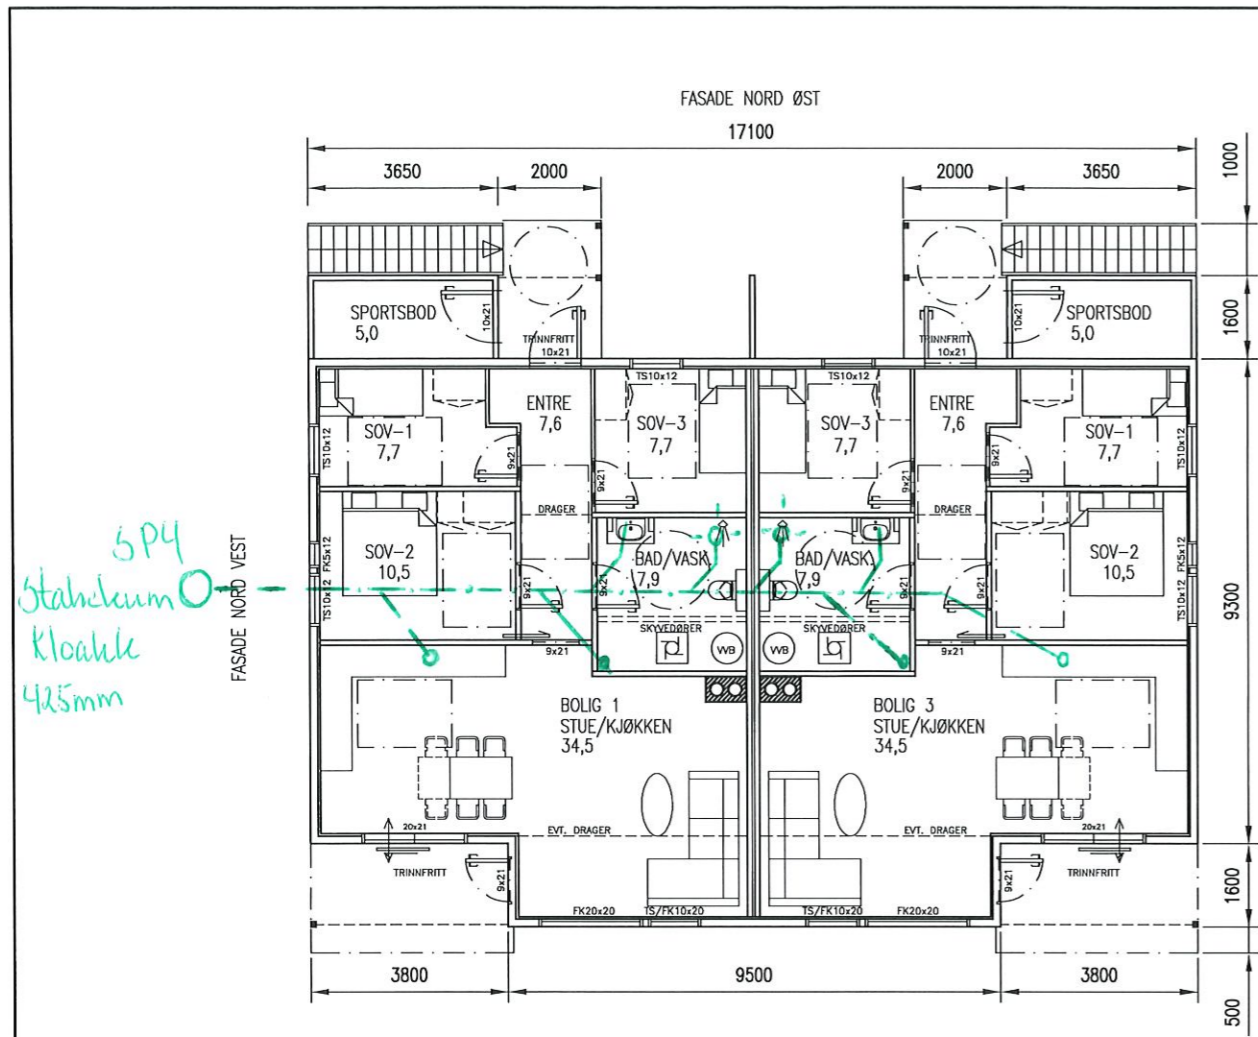 FASADE NORD ØST
17100
3650
2000
2000
3650
1000
SPORTSBOD
5,0
10x21
TRINNFRITT
10x21
TRINNFRITT
10x21
10x21
SPORTSBOD
5,0
1600
TS10x12
TS10x12
SOV-1
7,7
TS10x12
9x21
ENTRE
7,6
9x21
SOV-3
7,7
SOV-3
7,7
9x21
ENTRE
7,6
9x21
SOV-1
7,7
TS10x12
DRAGER
DRAGER
SP4
Stakekum
Kloakk
425mm
FASADE NORD VEST
FK5x12
TS10x12
SOV-2
10,5
9x21
9x21
BAD/VASK.
7,9
BAD/VASK.
7,9
9x21
9x21
SOV-2
10,5
FK5x12
TS10x12
9300
SKYVEDØRER
SKYVEDØRER
VVB
VVB
9x21
9x21
BOLIG 1
STUE/KJØKKEN
34,5
BOLIG 3
STUE/KJØKKEN
34,5
20x21
EVT. DRAGER
EVT. DRAGER
20x21
TRINNFRITT
9x21
9x21
TRINNFRITT
1600
FK20x20
TS/FK10x20
TS/FK10x20
FK20x20
3800
9500
3800
500